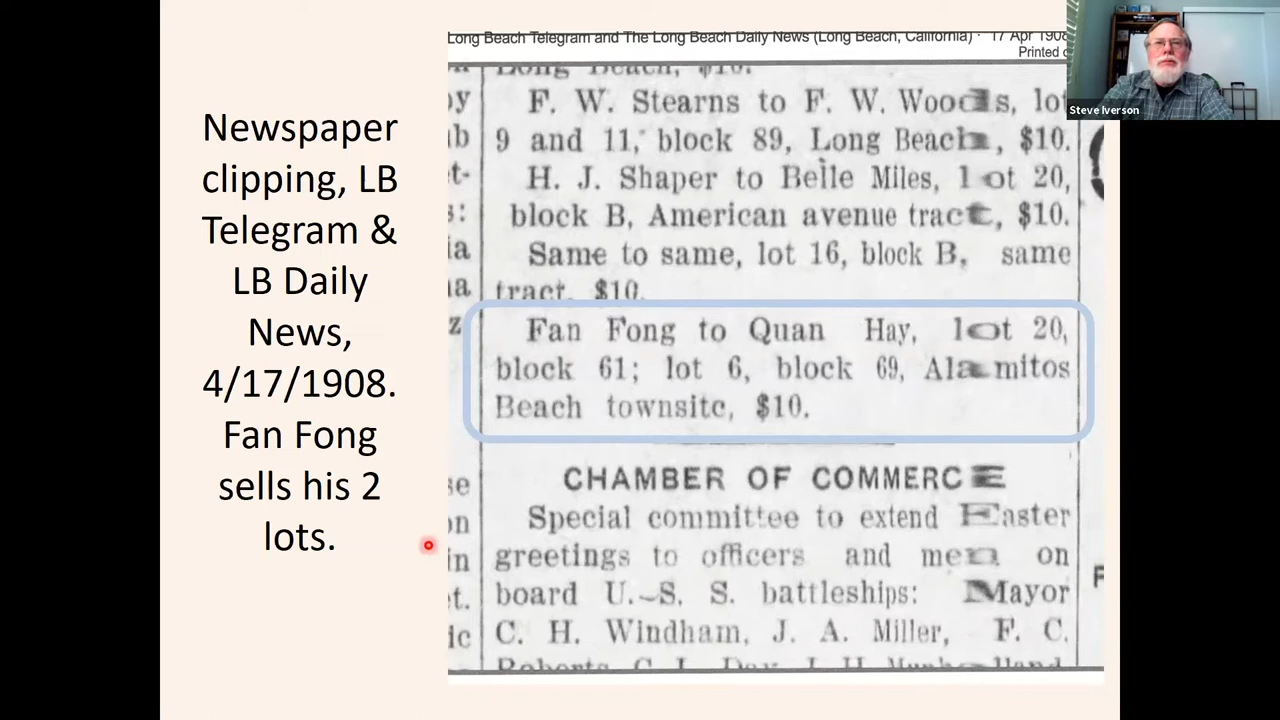 Newspaper
clipping, LB
Telegram &
LB Daily
News,
4/17/1908.
Fan Fong
sells his 2
lots.
Long Beach Telegram and The Long Beach Daily News (Long Beach, California) · 17 Apr 1908
Printed
Long Beach, $10.
F. W. Stearns to F. W. Woods, lot
9 and 11, block 89, Long Beach, $10.
H. J. Shaper to Belle Miles, lot 20,
block B, American avenue tract, $10.
Same to same, lot 16, block B, same
tract, $10.
Fan Fong to Quan Hay, lot 20,
block 61; lot 6, block 69, Alamitos
Beach townsite, $10.
CHAMBER OF COMMERCE
Special committee to extend Easter
greetings to officers and men on
board U. S. S. battleships: Mayor
C. H. Windham, J. A. Miller, F. C.
Steve Iverson